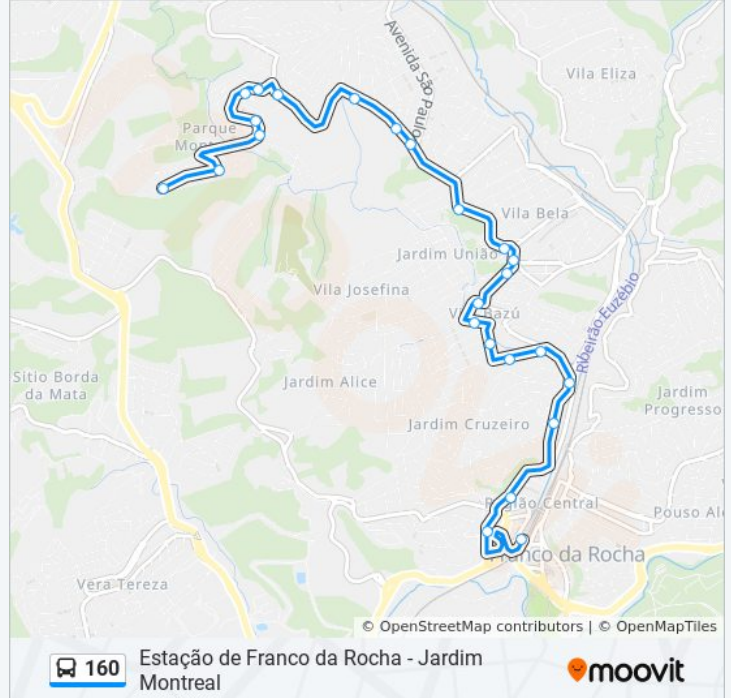 Avenida São Paulo
Vila Eliza
Parque
Mon
Vila Bela
Jardim União
Vila Bazú
Vila Josefina
Ribeirão Euzébio
Sítio Borda
da Mata
Jardim Alice
Jardim
Progresso
Jardim Cruzeiro
Região Central
Pouso Al
Franco da Rocha
Vera Tereza
© OpenStreetMap contributors | © OpenMapTiles
160
Estação de Franco da Rocha - Jardim
Montreal
moovit